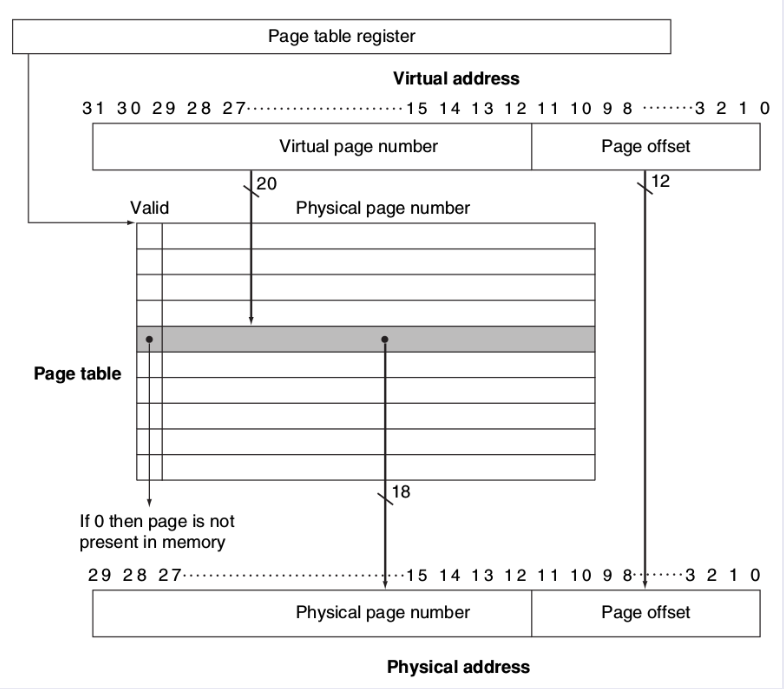 Page table register
Virtual address
31 30 29 28 27······················15 14 13 12 11 10 9 8 ·······3 2 1 0
Virtual page number Page offset
20 12
Valid Physical page number
Page table
18
If 0 then page is not
present in memory
29 28 27·······························15 14 13 12 11 10 9 8·······3 2 1 0
Physical page number Page offset
Physical address